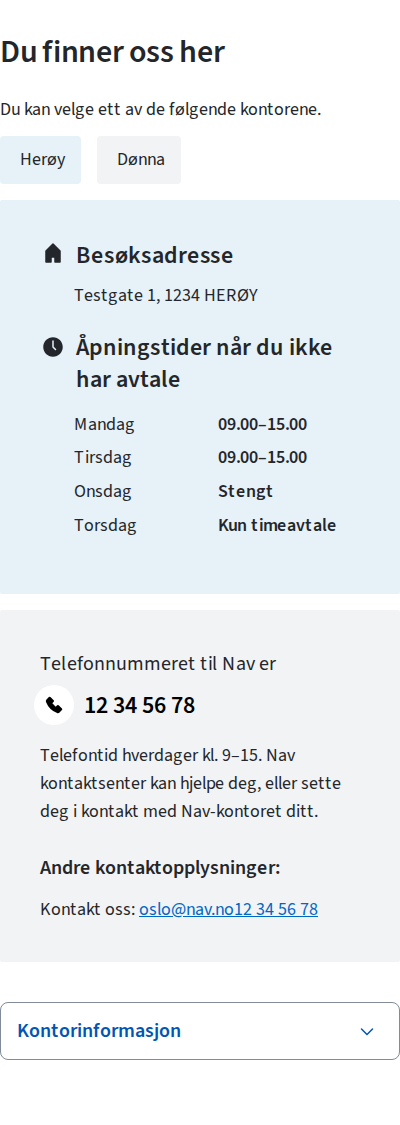 Du finner oss her
Du kan velge ett av de følgende kontorene.
Herøy Dønna
Besøksadresse
Testgate 1, 1234 HERØY
Åpningstider når du ikke
har avtale
Mandag 09.00–15.00
Tirsdag 09.00–15.00
Onsdag Stengt
Torsdag Kun timeavtale
Telefonnummeret til Nav er
12 34 56 78
Telefontid hverdager kl. 9–15. Nav
kontaktsenter kan hjelpe deg, eller sette
deg i kontakt med Nav-kontoret ditt.
Andre kontaktopplysninger:
Kontakt oss: oslo@nav.no12 34 56 78
Kontorinformasjon